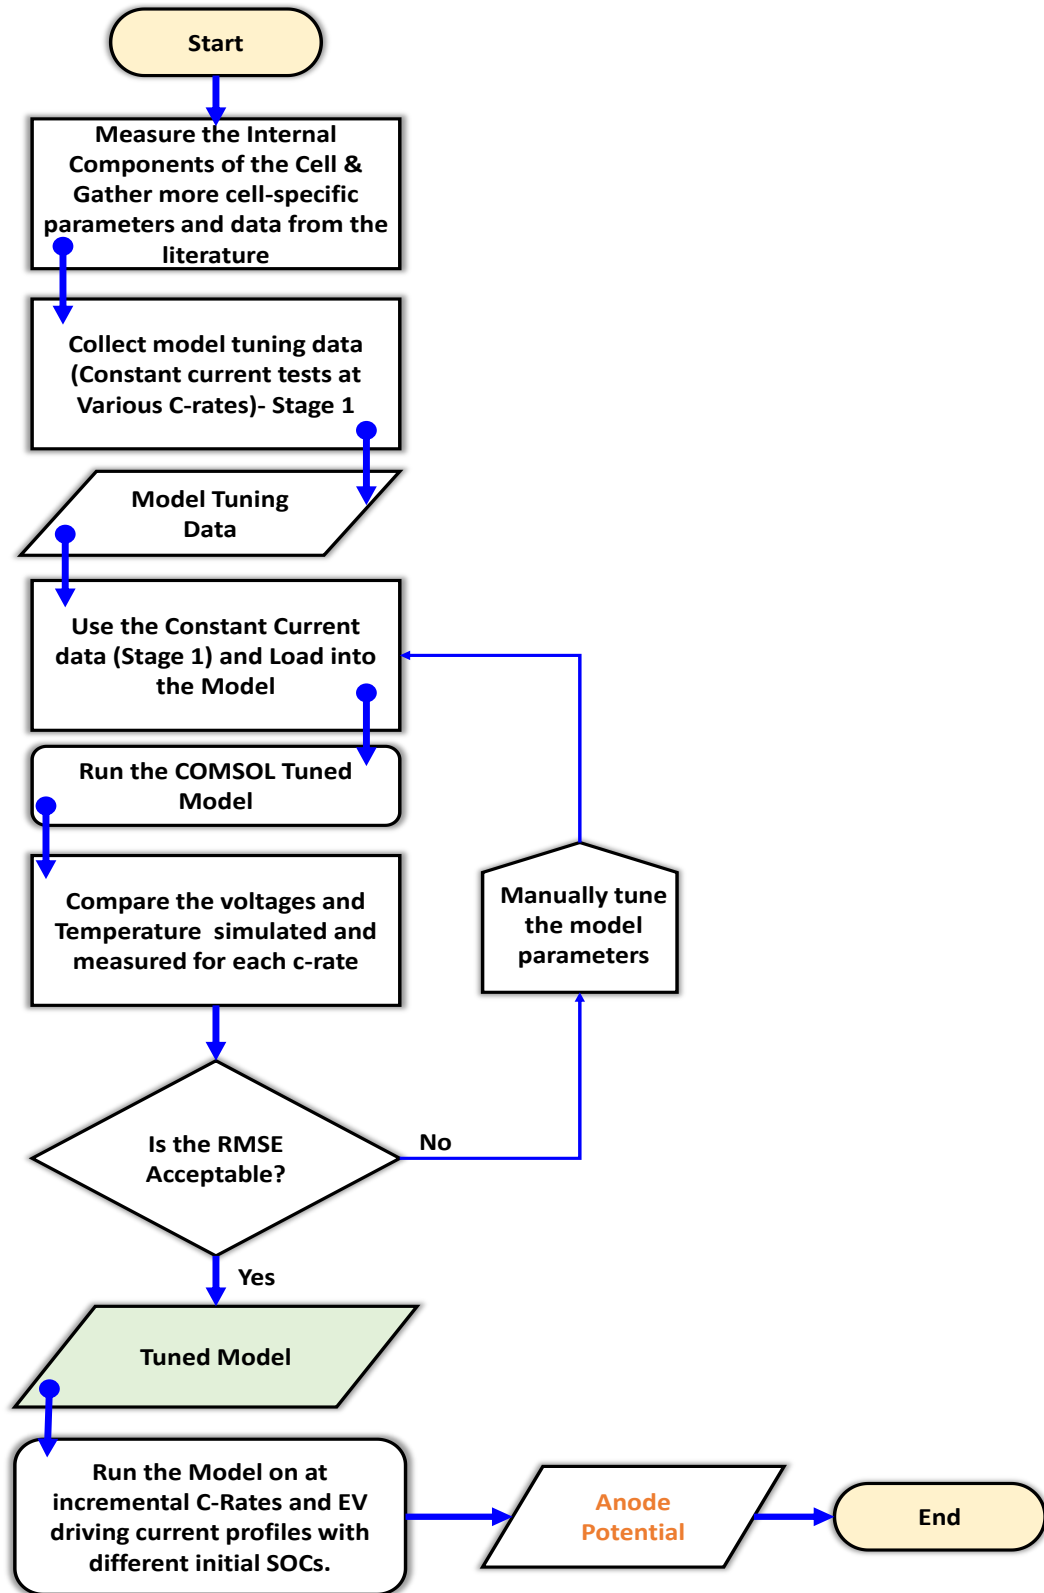 Start
Measure the Internal
Components of the Cell &
Gather more cell-specific
parameters and data from the
literature
Collect model tuning data
(Constant current tests at
Various C-rates)- Stage 1
Model Tuning
Data
Use the Constant Current
data (Stage 1) and Load into
the Model
Run the COMSOL Tuned
Model
Compare the voltages and
Temperature  simulated and
measured for each c-rate
Manually tune
the model
parameters
Is the RMSE
Acceptable?
No
Yes
Tuned Model
Run the Model on at
incremental C-Rates and EV
driving current profiles with
different initial SOCs.
Anode
Potential
End